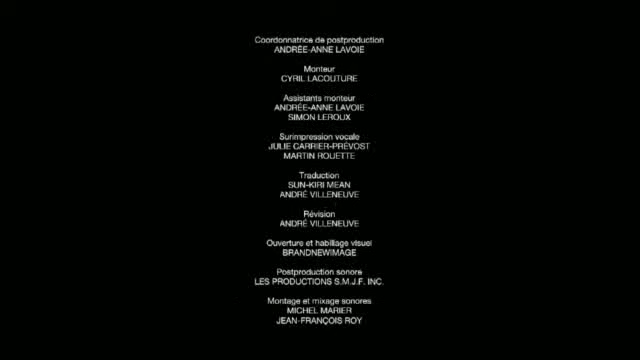 Coordonnatrice de postproduction
ANDRÉE-ANNE LAVOIE
Monteur
CYRIL LACOUTURE
Assistants monteur
ANDRÉE-ANNE LAVOIE
SIMON LEROUX
Surimpression vocale
JULIE CARRIER-PRÉVOST
MARTIN ROUETTE
Traduction
SUN-KIRI MEAN
ANDRÉ VILLENEUVE
Révision
ANDRÉ VILLENEUVE
Ouverture et habillage visuel
BRANDNEWIMAGE
Postproduction sonore
LES PRODUCTIONS S.M.J.F. INC.
Montage et mixage sonores
MICHEL MARIER
JEAN-FRANÇOIS ROY